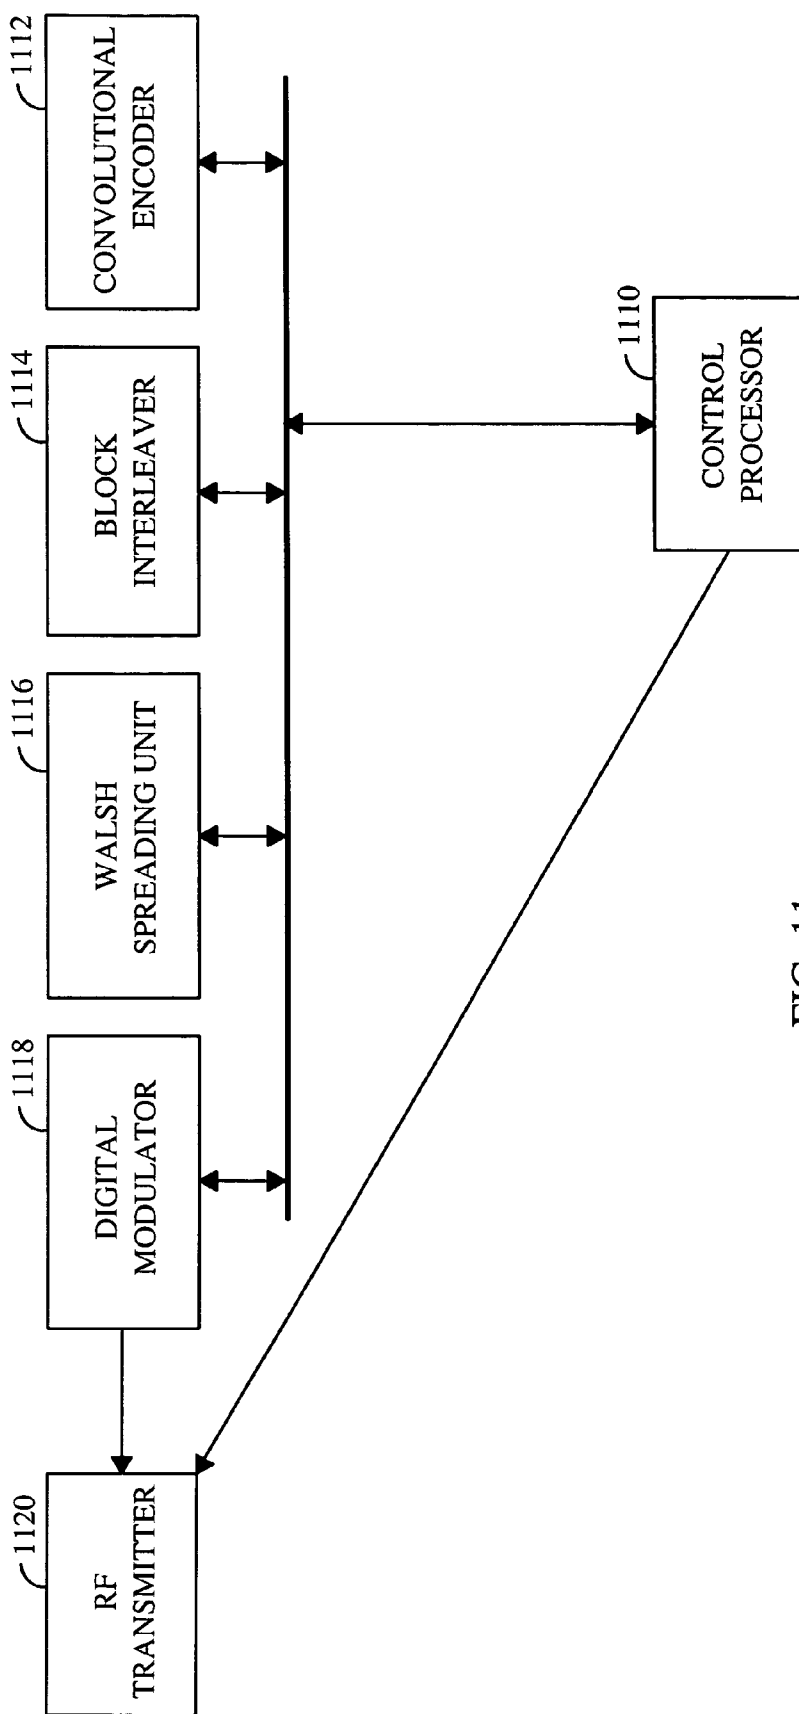 1120
RF
TRANSMITTER
1118
DIGITAL
MODULATOR
1116
WALSH
SPREADING UNIT
1114
BLOCK
INTERLEAVER
1112
CONVOLUTIONAL
ENCODER
1110
CONTROL
PROCESSOR
FIG. 11